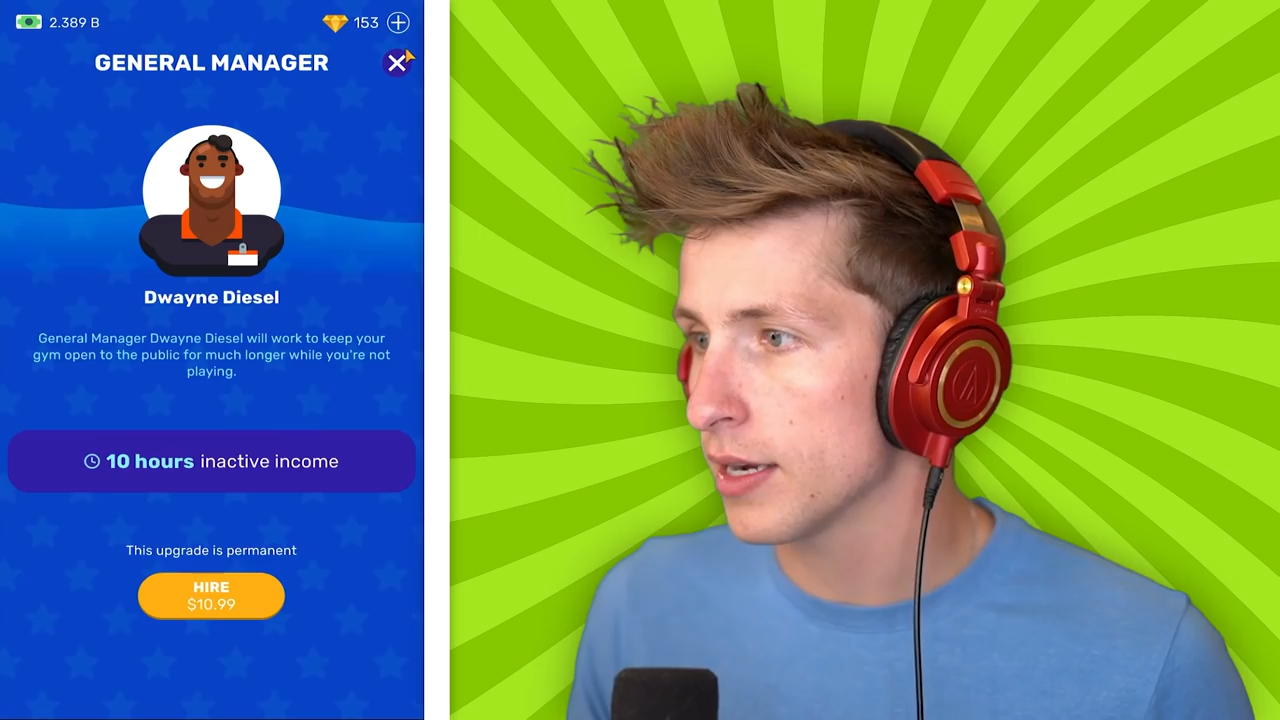 2.389 B
153
GENERAL MANAGER
Dwayne Diesel
General Manager Dwayne Diesel will work to keep your
gym open to the public for much longer while you're not
playing.
10 hours inactive income
This upgrade is permanent
HIRE
$10.99